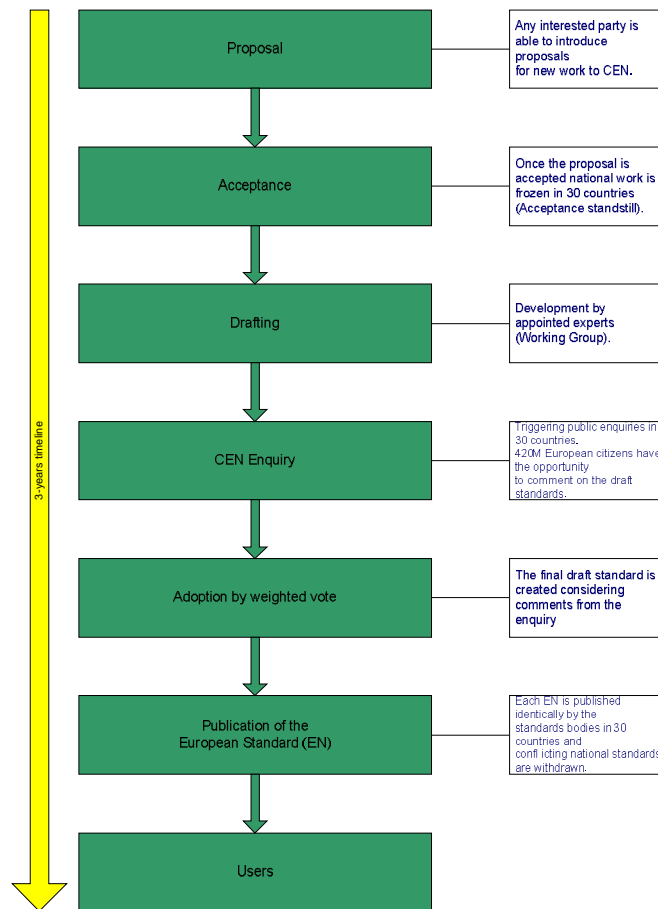 3-years timeline
Proposal
Any interested party is
able to introduce
proposals
for new work to CEN.
Acceptance
Once the proposal is
accepted national work is
frozen in 30 countries
(Acceptance standstill).
Drafting
Development by
appointed experts
(Working Group).
CEN Enquiry
Triggering public enquiries in
30 countries.
420M European citizens have
the opportunity
to comment on the draft
standards.
Adoption by weighted vote
The final draft standard is
created considering
comments from the
enquiry
Publication of the
European Standard (EN)
Each EN is published
identically by the
standards bodies in 30
countries and
conflicting national standards
are withdrawn.
Users